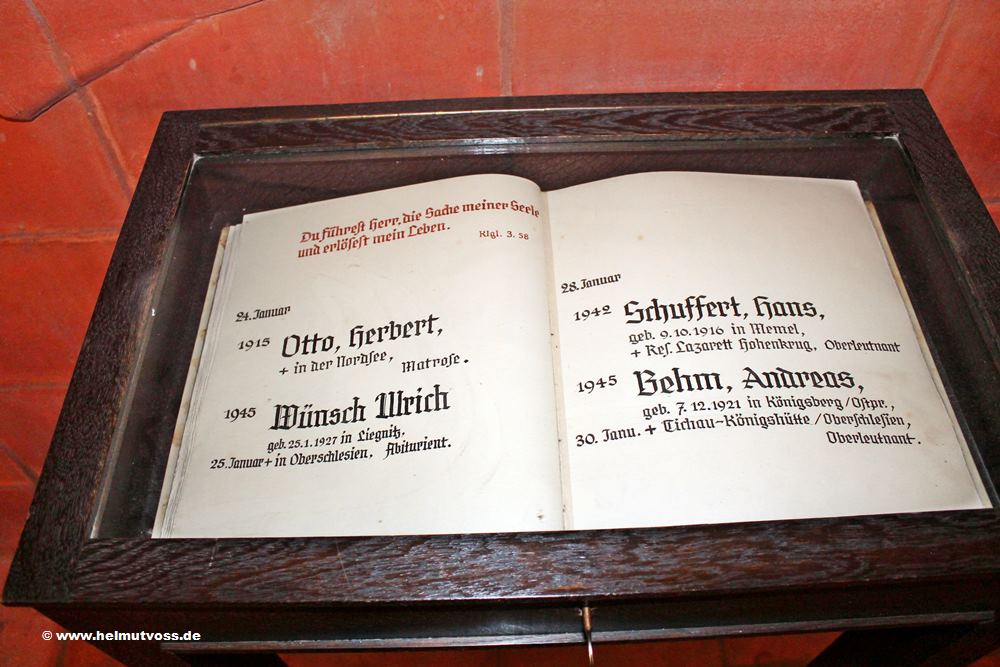 Du führest Herr, die Sache meiner Seele
und erlösest mein Leben.
Klgl. 3. 58
24. Januar
1915 Otto, Herbert,
+ in der Nordsee,
Matrose.
1945 Wünsch Ulrich
geb. 25.1.1927 in Liegnitz,
25. Januar + in Oberschlesien, Abiturient.
28. Januar
1942 Schuffert, Hans,
geb. 9.10.1916 in Memel,
+ Res. Lazarett Hohenkrug, Oberleutnant
1945 Behm, Andreas,
geb. 7.12.1921 in Königsberg/Ostpr.,
30. Janu. + Tichau-Königshütte/Oberschlesien,
Oberleutnant.
© www.helmutvoss.de